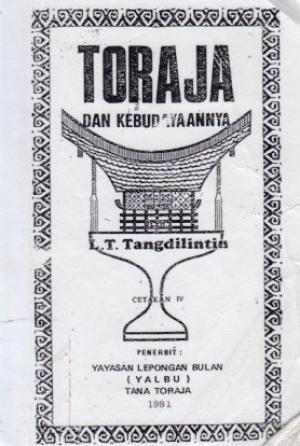 TORAJA
DAN KEBUDAYAANNYA
L.T. Tangdilintin
CETAKAN IV
PENERBIT :
YAYASAN LEPONGAN BULAN
( YALBU )
TANA TORAJA
1981